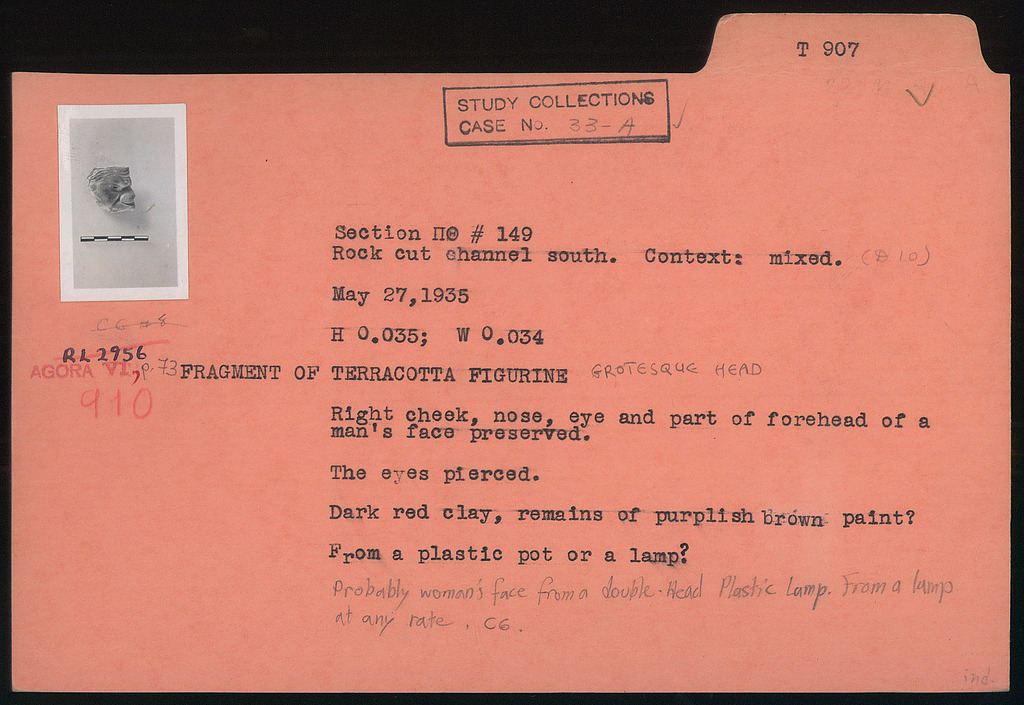 T 907
STUDY COLLECTIONS
CASE No. 33-A
Section ΠΘ # 149
Rock cut channel south. Context: mixed.
May 27,1935
H 0.035; W 0.034
RL2956
AGORA VI, p. 73
910
FRAGMENT OF TERRACOTTA FIGURINE GROTESQUE HEAD
Right cheek, nose, eye and part of forehead of a
man's face preserved.
The eyes pierced.
Dark red clay, remains of purplish brown paint?
From a plastic pot or a lamp?
Probably woman's face from a double-Head Plastic Lamp. From a lamp
at any rate. CG.
ind.